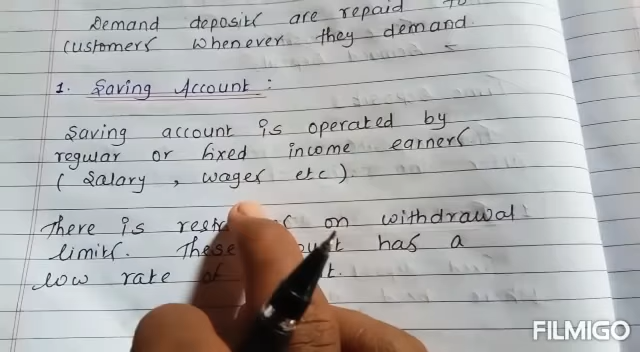 Demand deposits are repaid to
customers whenever they demand.
1. Saving Account:
Saving account is operated by
regular or fixed income earners
( Salary, wages etc).
There is on withdrawal
limits. These has a
low rate of
FILMIGO